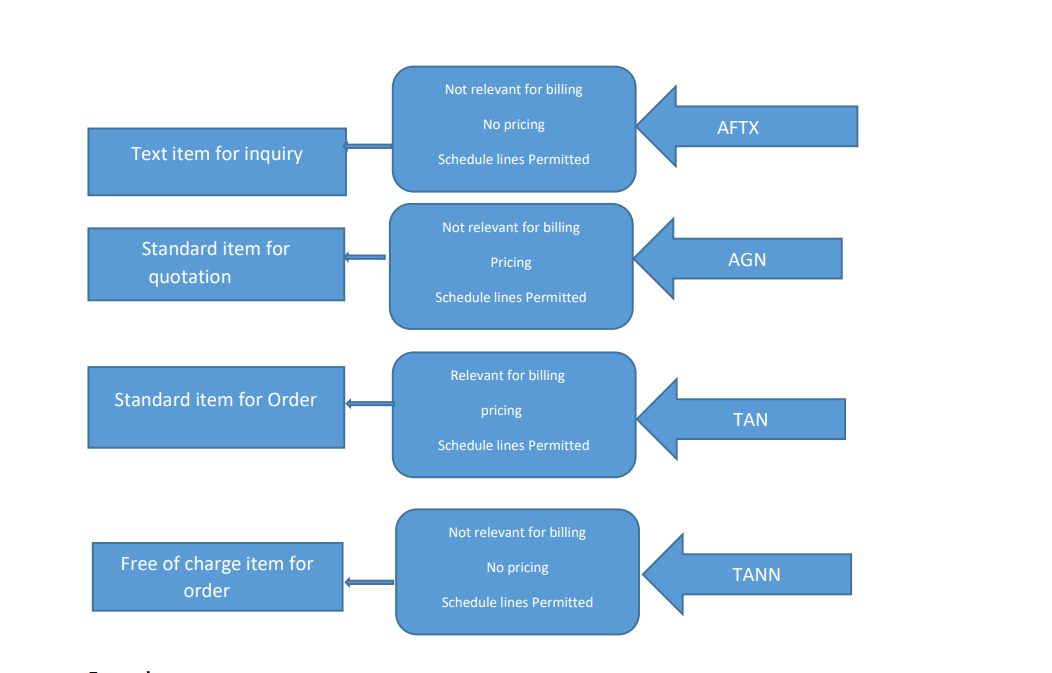 Text item for inquiry
Not relevant for billing
No pricing
Schedule lines Permitted
AFTX
Standard item for
quotation
Not relevant for billing
Pricing
Schedule lines Permitted
AGN
Standard item for Order
Relevant for billing
pricing
Schedule lines Permitted
TAN
Free of charge item for
order
Not relevant for billing
No pricing
Schedule lines Permitted
TANN